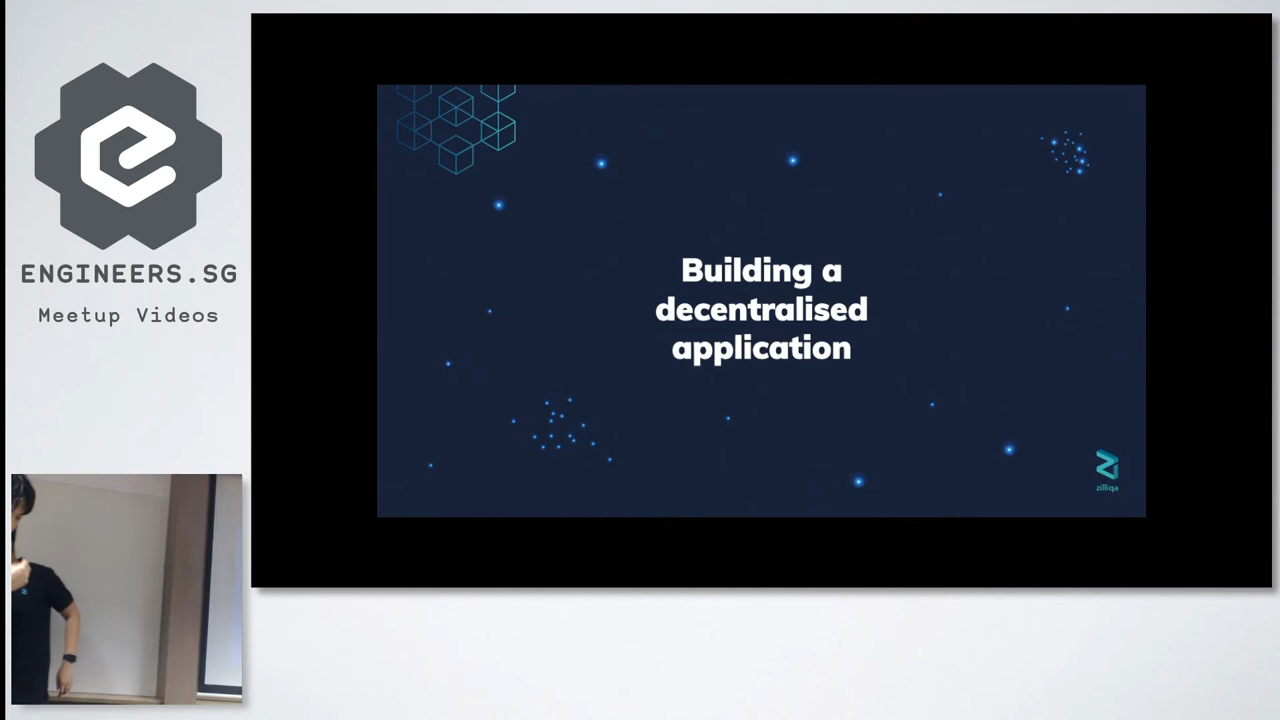 ENGINEERS.SG
Meetup Videos
Building a
decentralised
application
zilliqa